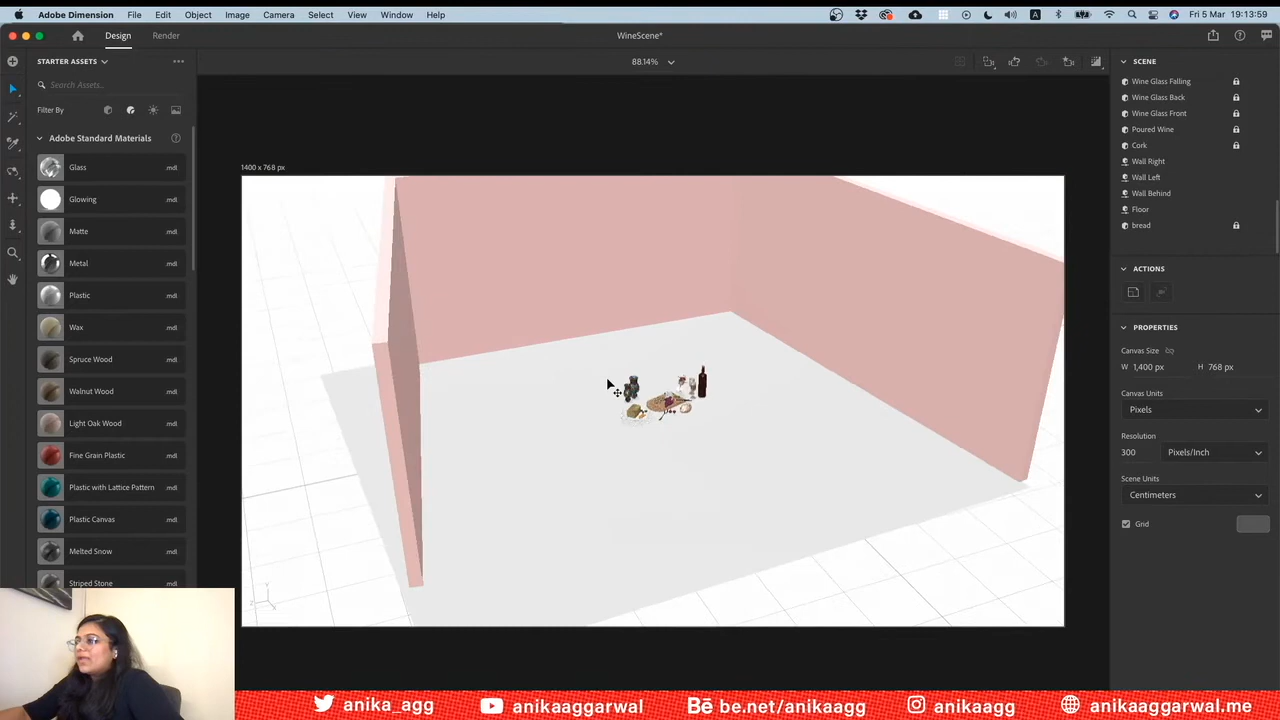 Adobe Dimension File Edit Object Image Camera Select View Window Help
Fri 5 Mar 19:13:59
Design Render
WineScene*
STARTER ASSETS
88.14%
Search Assets..
Filter By
Adobe Standard Materials
Glass .mdl
Glowing .mdl
Matte .mdl
Metal .mdl
Plastic .mdl
Wax .mdl
Spruce Wood .mdl
Walnut Wood .mdl
Light Oak Wood .mdl
Fine Grain Plastic .mdl
Plastic with Lattice Pattern .mdl
Plastic Canvas .mdl
Melted Snow .mdl
Striped Stone .mdl
1400 x 768 px
SCENE
Wine Glass Falling
Wine Glass Back
Wine Glass Front
Poured Wine
Cork
Wall Right
Wall Left
Wall Behind
Floor
bread
ACTIONS
PROPERTIES
Canvas Size
W 1,400 px H 768 px
Canvas Units
Pixels
Resolution
300 Pixels/Inch
Scene Units
Centimeters
Grid
anika_agg anikaaggarwal Bē be.net/anikaagg anikaagg anikaaggarwal.me